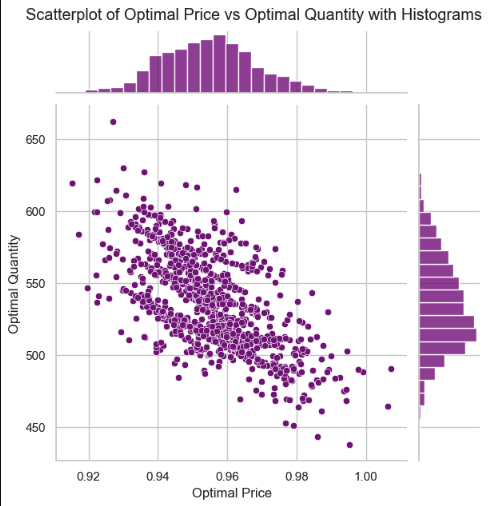 Scatterplot of Optimal Price vs Optimal Quantity with Histograms
650
600
550
500
450
Optimal Quantity
0.92 0.94 0.96 0.98 1.00
Optimal Price